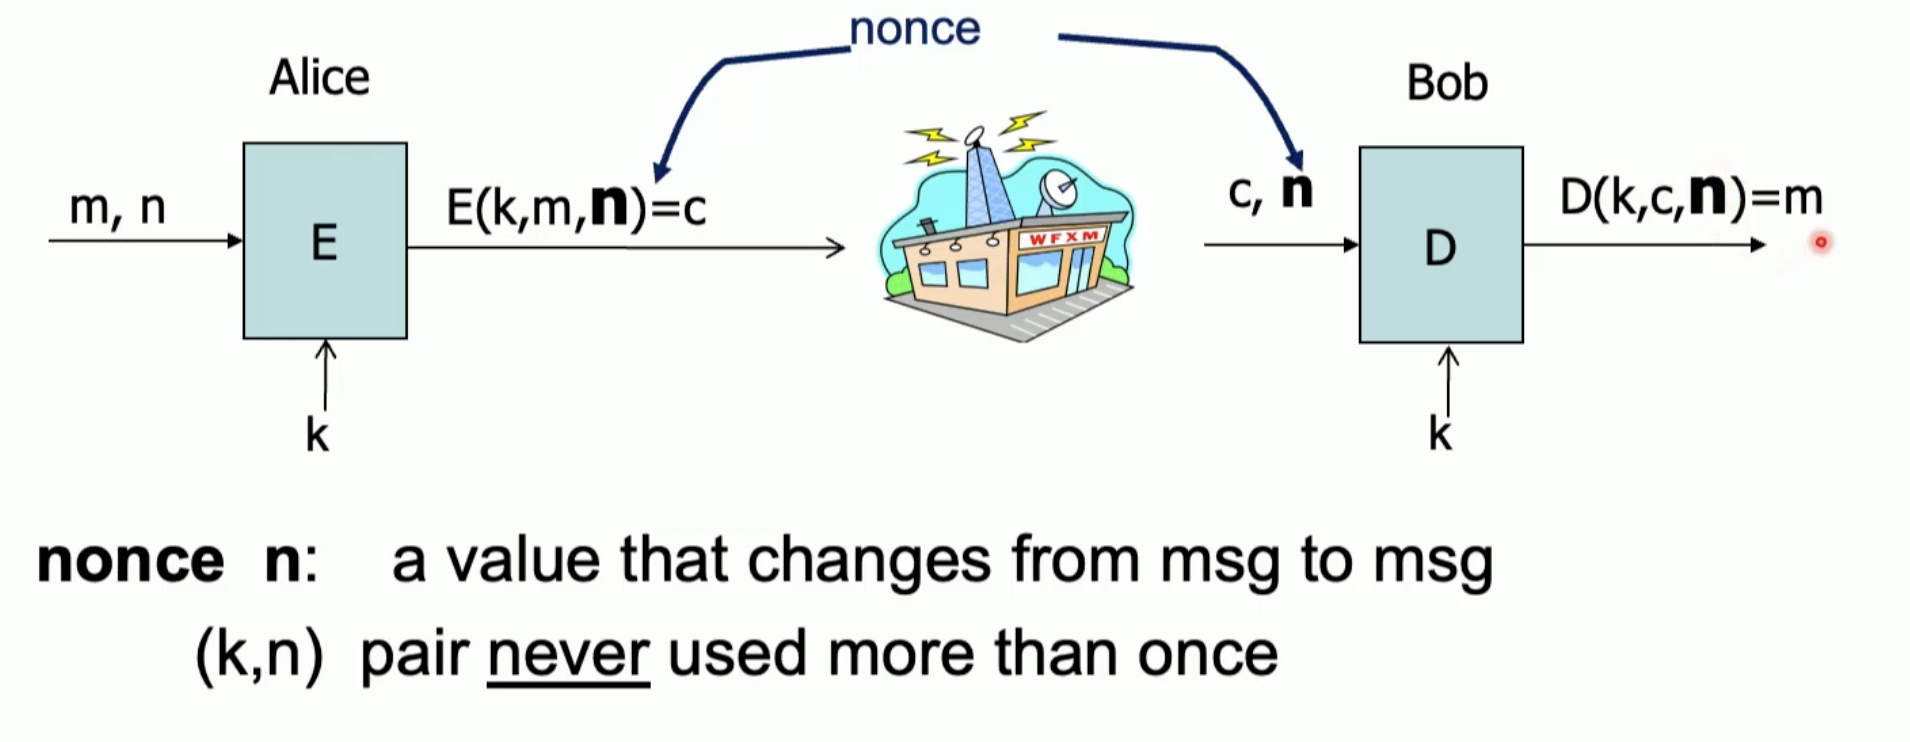 nonce
Alice
Bob
m, n
E
E(k,m,n)=c
WFXM
c, n
D
D(k,c,n)=m
k
k
nonce n: a value that changes from msg to msg
(k,n) pair never used more than once